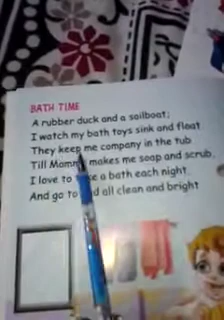 BATH TIME
A rubber duck and a sailboat;
I watch my bath toys sink and float
They keep me company in the tub
Till Mommy makes me soap and scrub.
I love to a bath each night
And go to all clean and bright